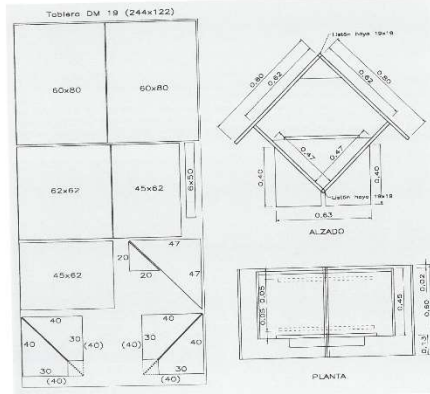 Tablero DM 19 (244x122)
60x80
60x80
62x62
45x62
6x50
45x62
47
20
20
47
40
40
30
(40)
30
(40)
40
30
40
(40)
30
(40)
Listón haya 19x19
0,80
0,62
0,62
0,80
0,47
0,47
0,40
0,40
Listón haya 19x19
0,63
ALZADO
0,05
0,05
0,45
0,02
0,60
0,13
PLANTA